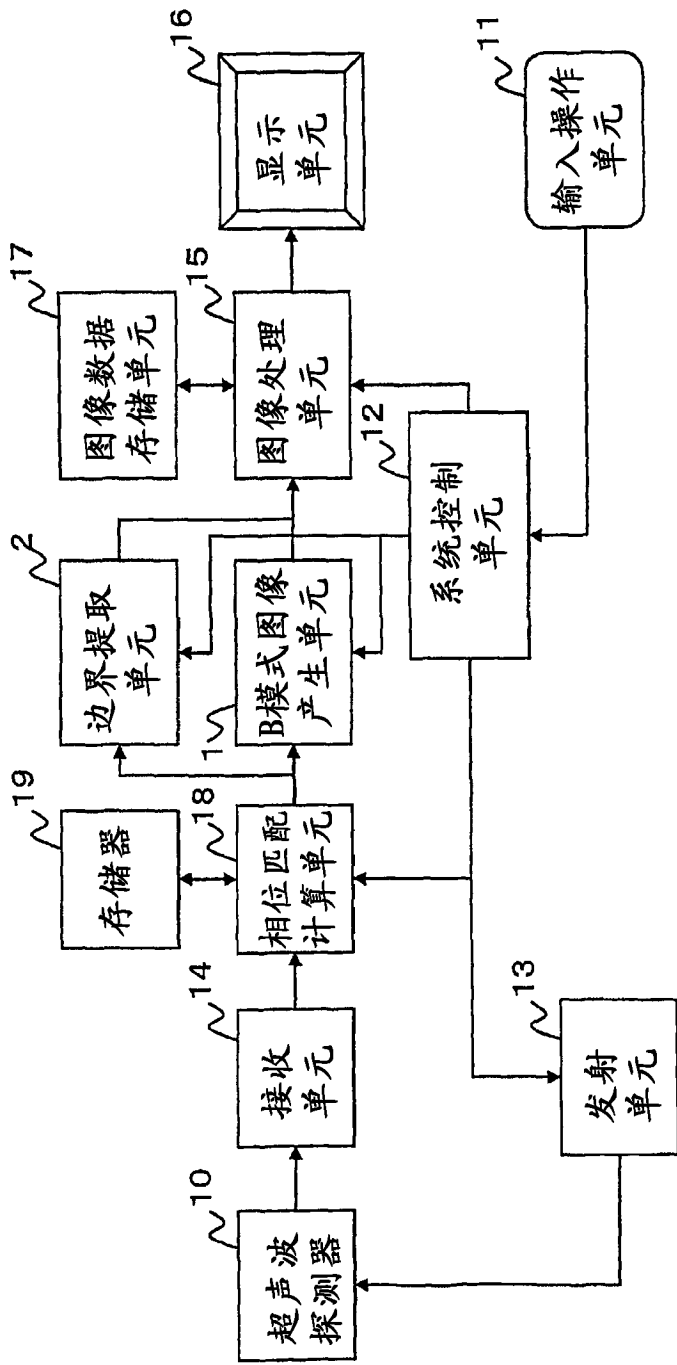 19
存储器
2
边界提取
单元
17
图像数据
存储单元
10
超声波
探测器
14
接收
单元
18
相位匹配
计算单元
1
B模式图像
产生单元
15
图像处理
单元
16
显示
单元
12
系统控制
单元
13
发射
单元
11
输入操作
单元